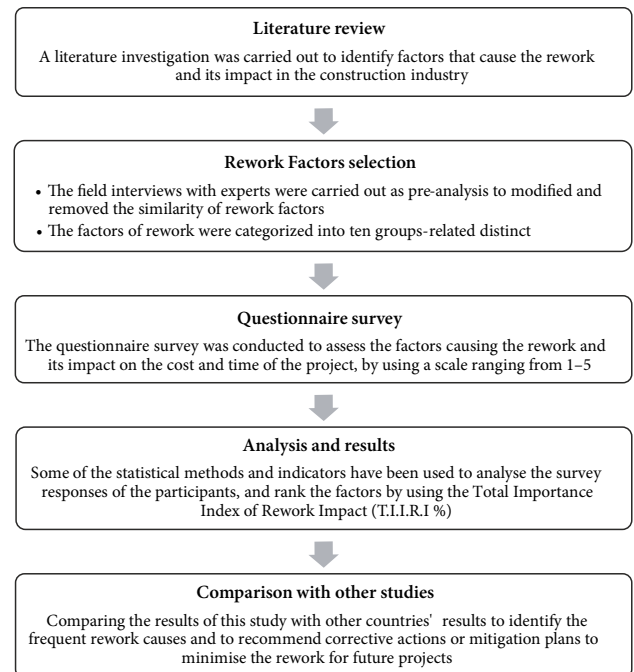 Literature review
A literature investigation was carried out to identify factors that cause the rework
and its impact in the construction industry
Rework Factors selection
• The field interviews with experts were carried out as pre-analysis to modified and
removed the similarity of rework factors
• The factors of rework were categorized into ten groups-related distinct
Questionnaire survey
The questionnaire survey was conducted to assess the factors causing the rework and
its impact on the cost and time of the project, by using a scale ranging from 1–5
Analysis and results
Some of the statistical methods and indicators have been used to analyse the survey
responses of the participants, and rank the factors by using the Total Importance
Index of Rework Impact (T.I.I.R.I %)
Comparison with other studies
Comparing the results of this study with other countries' results to identify the
frequent rework causes and to recommend corrective actions or mitigation plans to
minimise the rework for future projects